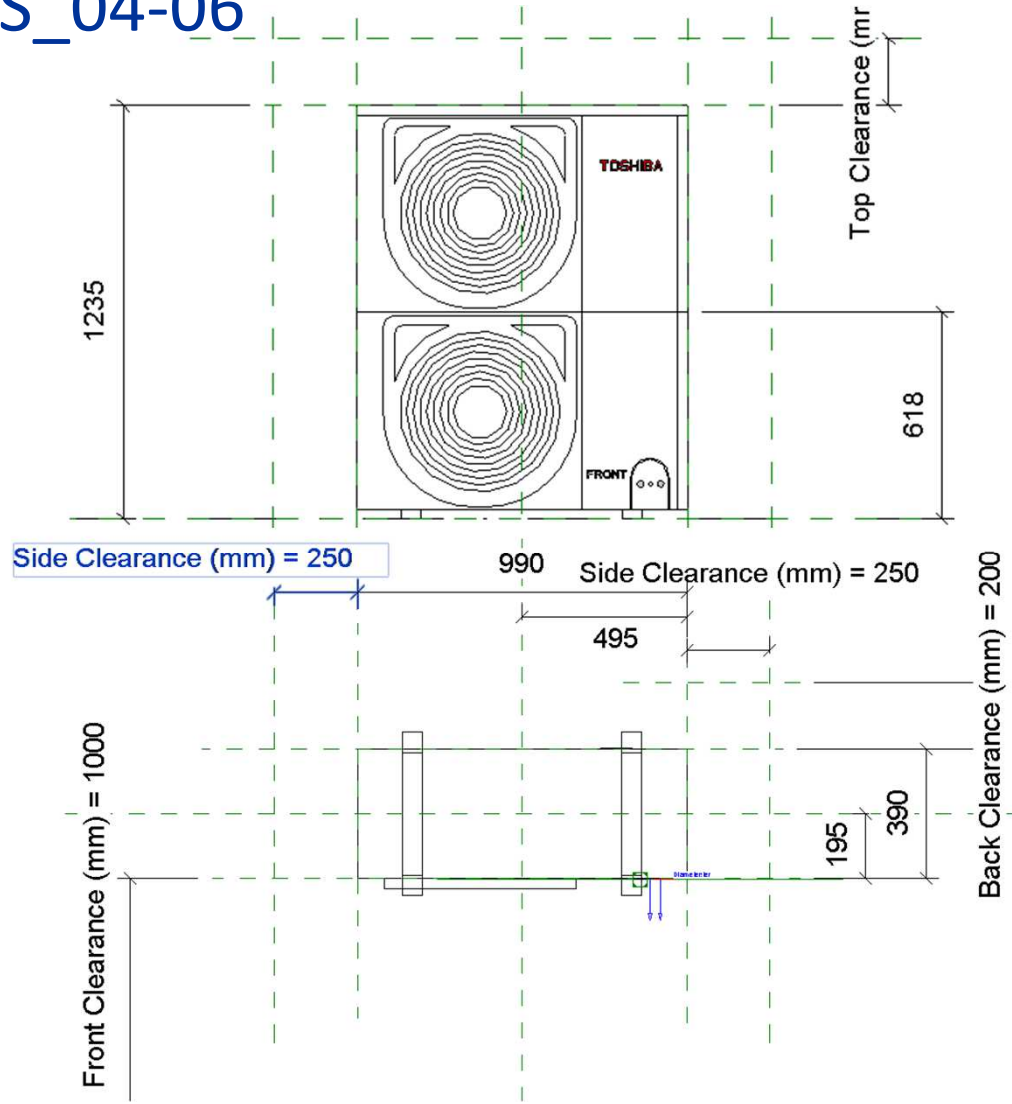 S_04-06
Top Clearance (mr
TOSHIBA
1235
618
FRONT
Side Clearance (mm) = 250
990
Side Clearance (mm) = 250
495
Back Clearance (mm) = 200
Front Clearance (mm) = 1000
390
195